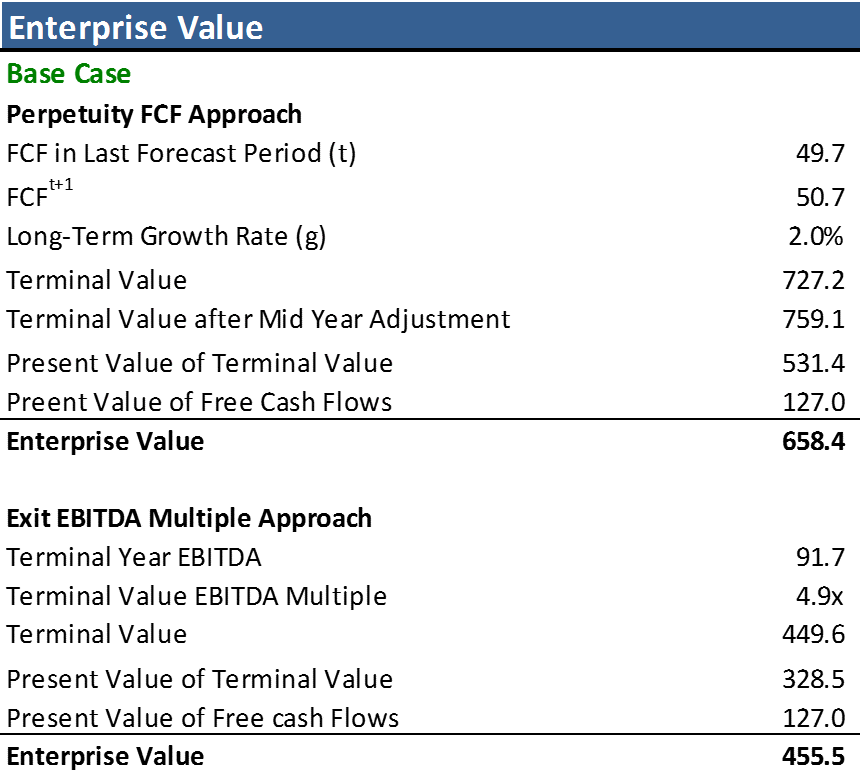 Enterprise Value
Base Case
Perpetuity FCF Approach
FCF in Last Forecast Period (t) 49.7
FCFt+1 50.7
Long-Term Growth Rate (g) 2.0%
Terminal Value 727.2
Terminal Value after Mid Year Adjustment 759.1
Present Value of Terminal Value 531.4
Preent Value of Free Cash Flows 127.0
Enterprise Value 658.4
Exit EBITDA Multiple Approach
Terminal Year EBITDA 91.7
Terminal Value EBITDA Multiple 4.9x
Terminal Value 449.6
Present Value of Terminal Value 328.5
Present Value of Free cash Flows 127.0
Enterprise Value 455.5